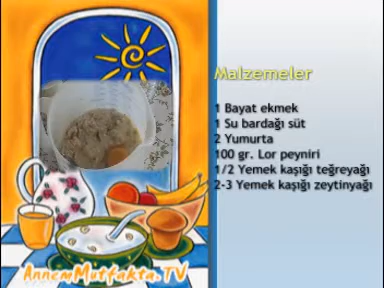 Malzemeler
1 Bayat ekmek
1 Su bardağı süt
2 Yumurta
100 gr. Lor peyniri
1/2 Yemek kaşığı teğreyağı
2-3 Yemek kaşığı zeytinyağı
AnnemMutfakta.TV